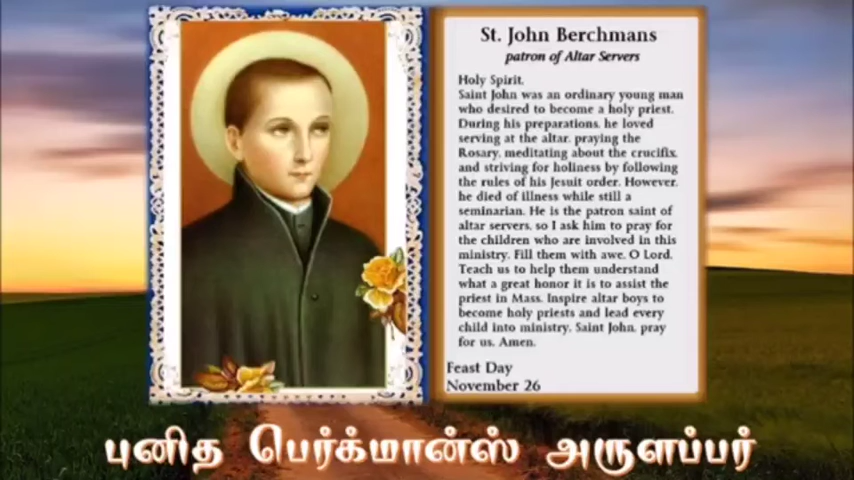 St. John Berchmans
patron of Altar Servers
Holy Spirit.
Saint John was an ordinary young man
who desired to become a holy priest.
During his preparations, he loved
serving at the altar, praying the
Rosary, meditating about the crucifix,
and striving for holiness by following
the rules of his Jesuit order. However,
he died of illness while still a
seminarian. He is the patron saint of
altar servers, so I ask him to pray for
the children who are involved in this
ministry. Fill them with awe, O Lord.
Teach us to help them understand
what a great honor it is to assist the
priest in Mass. Inspire altar boys to
become holy priests and lead every
child into ministry. Saint John, pray
for us. Amen.
Feast Day
November 26
புனித பெர்க்மான்ஸ் அருளப்பர்